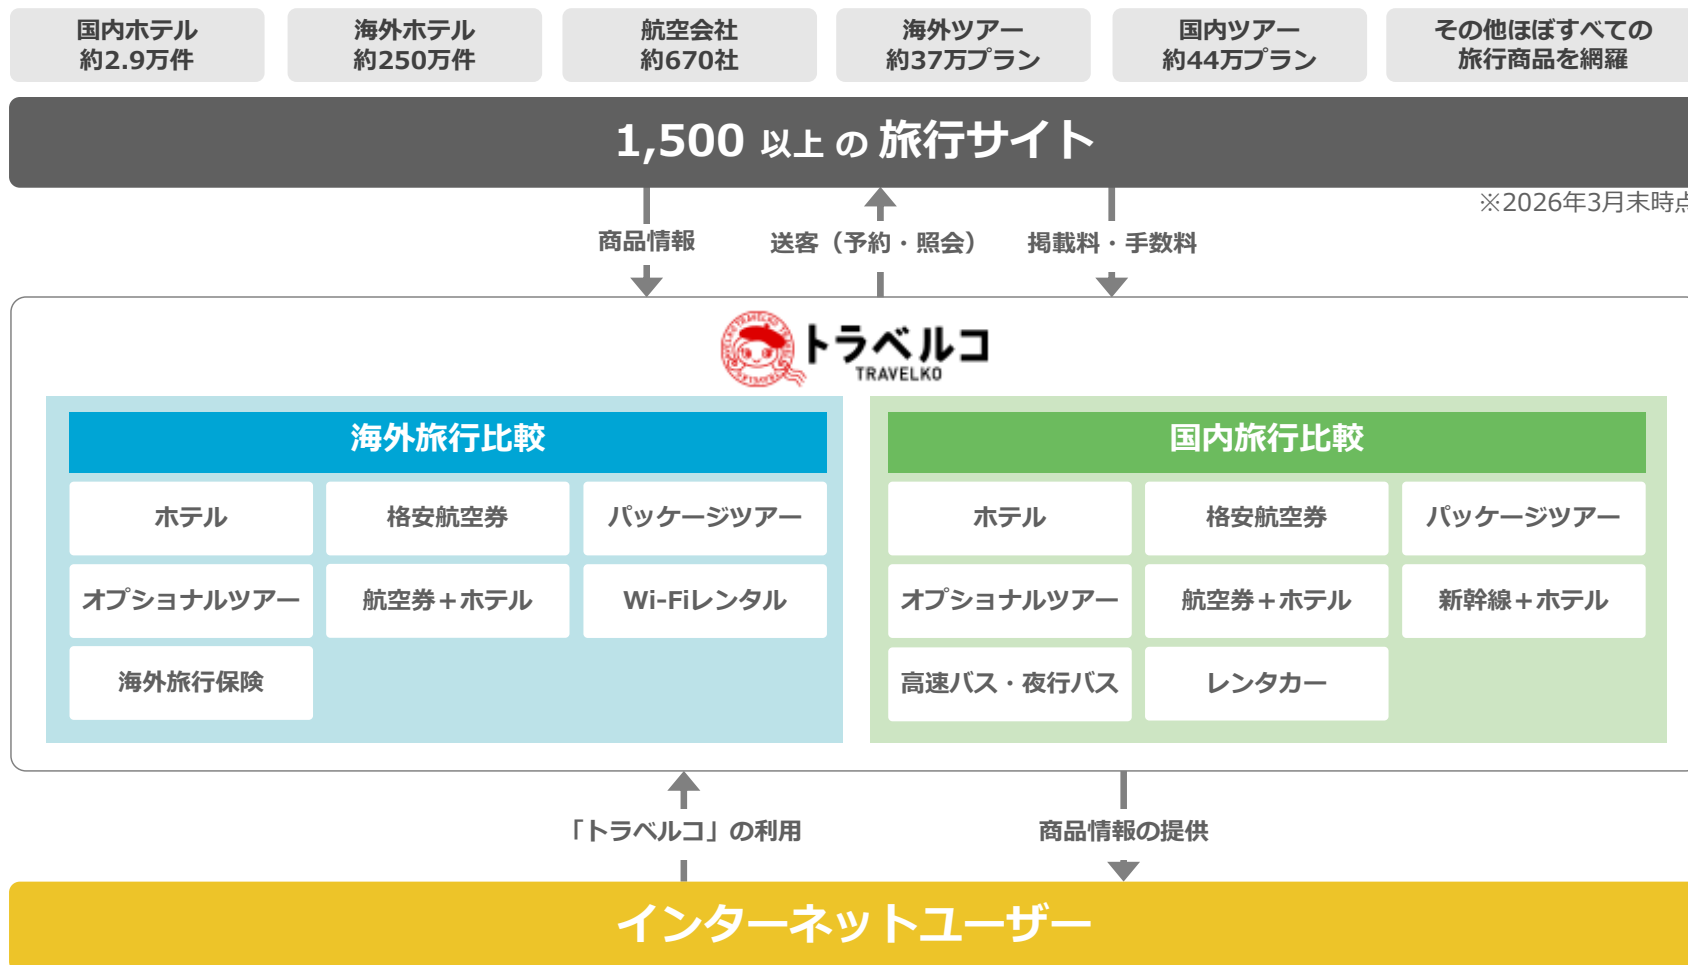 国内ホテル
約2.9万件
海外ホテル
約250万件
航空会社
約670社
海外ツアー
約37万プラン
国内ツアー
約44万プラン
その他ほぼすべての
旅行商品を網羅
1,500 以上 の 旅行サイト
※2026年3月末時点
商品情報
送客（予約・照会）
掲載料・手数料
トラベルコ
TRAVELKO
海外旅行比較
ホテル
格安航空券
パッケージツアー
オプショナルツアー
航空券＋ホテル
Wi-Fiレンタル
海外旅行保険
国内旅行比較
ホテル
格安航空券
パッケージツアー
オプショナルツアー
航空券＋ホテル
新幹線＋ホテル
高速バス・夜行バス
レンタカー
「トラベルコ」の利用
商品情報の提供
インターネットユーザー